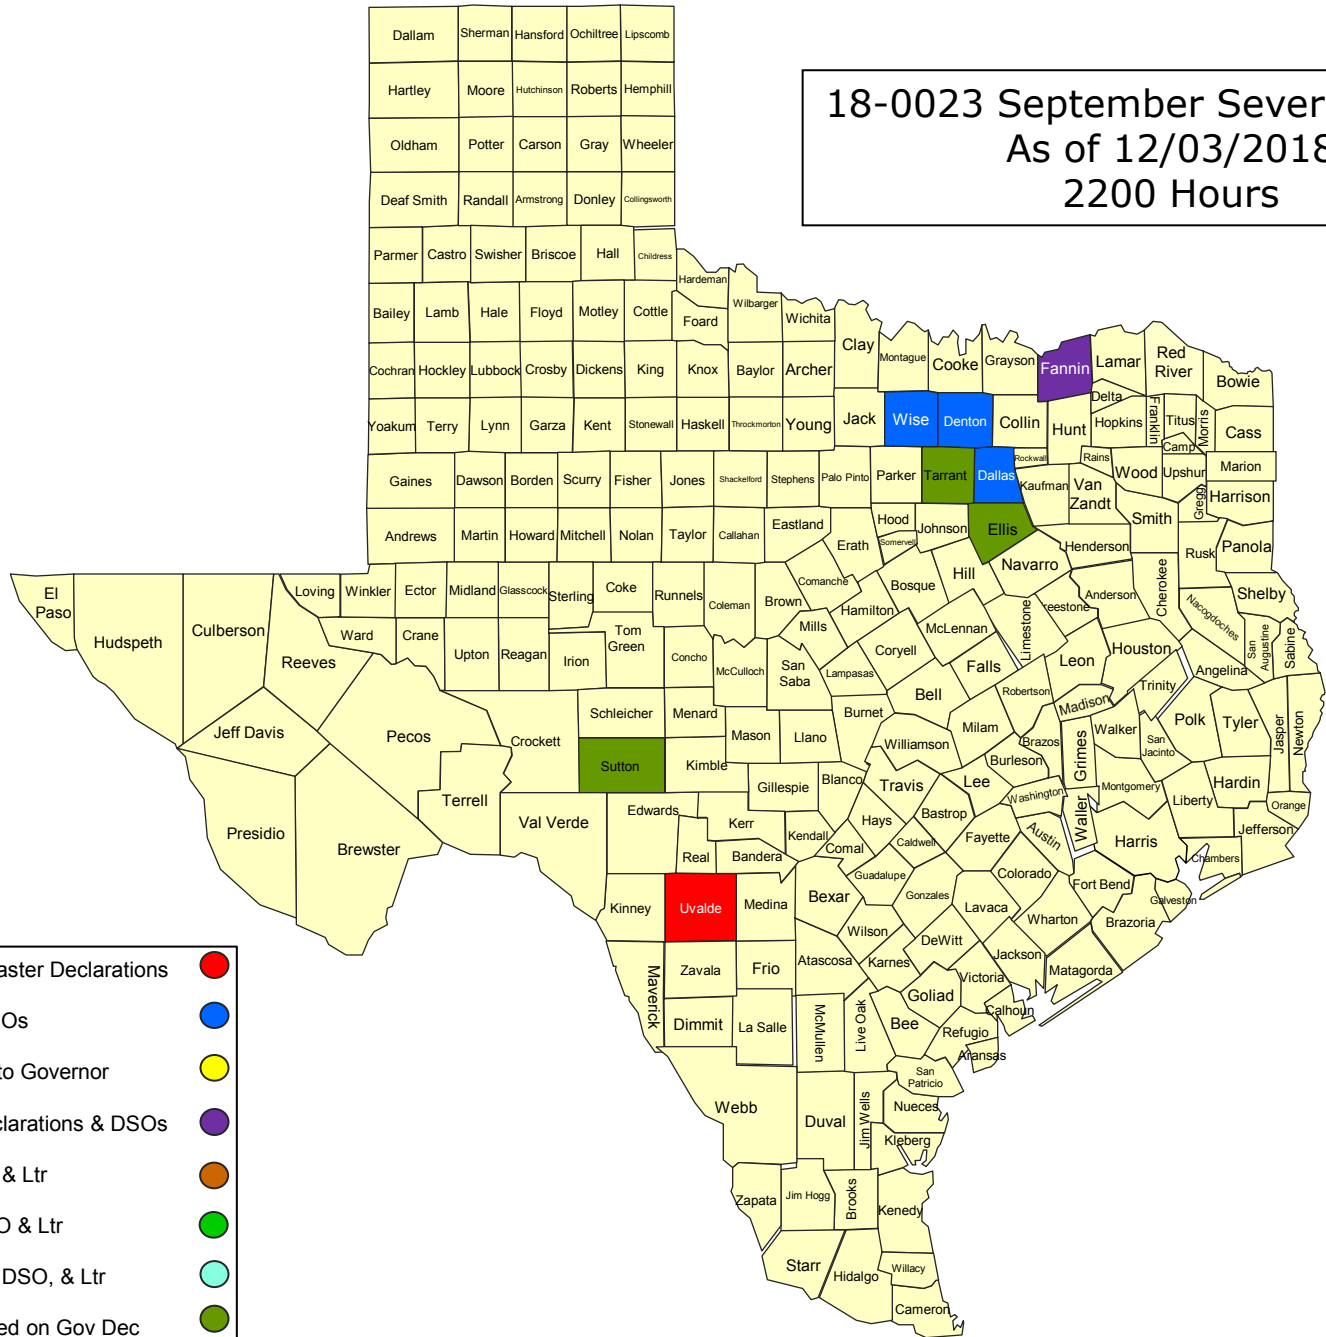 Dallam Sherman Hansford Ochiltree Lipscomb
18-0023 September Sever
As of 12/03/2018
2200 Hours
Hartley Moore Hutchinson Roberts Hemphill
Oldham Potter Carson Gray Wheeler
Deaf Smith Randall Armstrong Donley Collingsworth
Parmer Castro Swisher Briscoe Hall Childress
Hardeman
Bailey Lamb Hale Floyd Motley Cottle Foard Wilbarger Wichita
Clay Montague Cooke Grayson Fannin Lamar Red
River Bowie
Cochran Hockley Lubbock Crosby Dickens King Knox Baylor Archer
Delta
Yoakum Terry Lynn Garza Kent Stonewall Haskell Throckmorton Young Jack Wise Denton Collin Hunt Hopkins Franklin Titus Morris Cass
Camp
Gaines Dawson Borden Scurry Fisher Jones Shackelford Stephens Palo Pinto Parker Tarrant Dallas Rockwall Kaufman Rains Van
Zandt Wood Upshur Marion
Gregg Harrison
Andrews Martin Howard Mitchell Nolan Taylor Callahan Eastland Erath Hood Somervell Johnson Ellis Henderson Smith Rusk Panola
El
Paso Hudspeth Culberson Loving Winkler Ector Midland Glasscock Sterling Coke Runnels Coleman Brown Comanche Hamilton Bosque Hill Navarro Anderson Cherokee Nacogdoches Shelby
Reeves Ward Crane Upton Reagan Irion Tom
Green Concho McCulloch San
Saba Mills Lampasas Coryell McLennan Limestone reestone Falls Leon Houston Angelina San
Augustine Sabine
Jeff Davis Pecos Crockett Schleicher Menard Mason Llano Burnet Bell Milam Robertson Madison Trinity Polk Tyler Jasper Newton
Terrell Sutton Kimble Gillespie Blanco Williamson Travis Lee Burleson Brazos Grimes Walker San
Jacinto Montgomery Liberty Hardin Orange
Presidio Brewster Val Verde Edwards Kerr Kendall Hays Bastrop Washington Waller Harris Jefferson
Real Bandera Comal Caldwell Fayette Austin Chambers
Kinney Uvalde Medina Bexar Guadalupe Gonzales Lavaca Colorado Fort Bend Galveston
Wilson Wharton Brazoria
Maverick Zavala Frio Atascosa Karnes DeWitt Jackson Matagorda
Dimmit La Salle McMullen Live Oak Bee Goliad Victoria Calhoun
Refugio
Aransas
San
Patricio
Webb Duval Jim Wells Nueces
Kleberg
Zapata Jim Hogg Brooks Kenedy
Starr Hidalgo Willacy
Cameron
aster Declarations
Os
to Governor
clarations & DSOs
& Ltr
O & Ltr
DSO, & Ltr
ed on Gov Dec